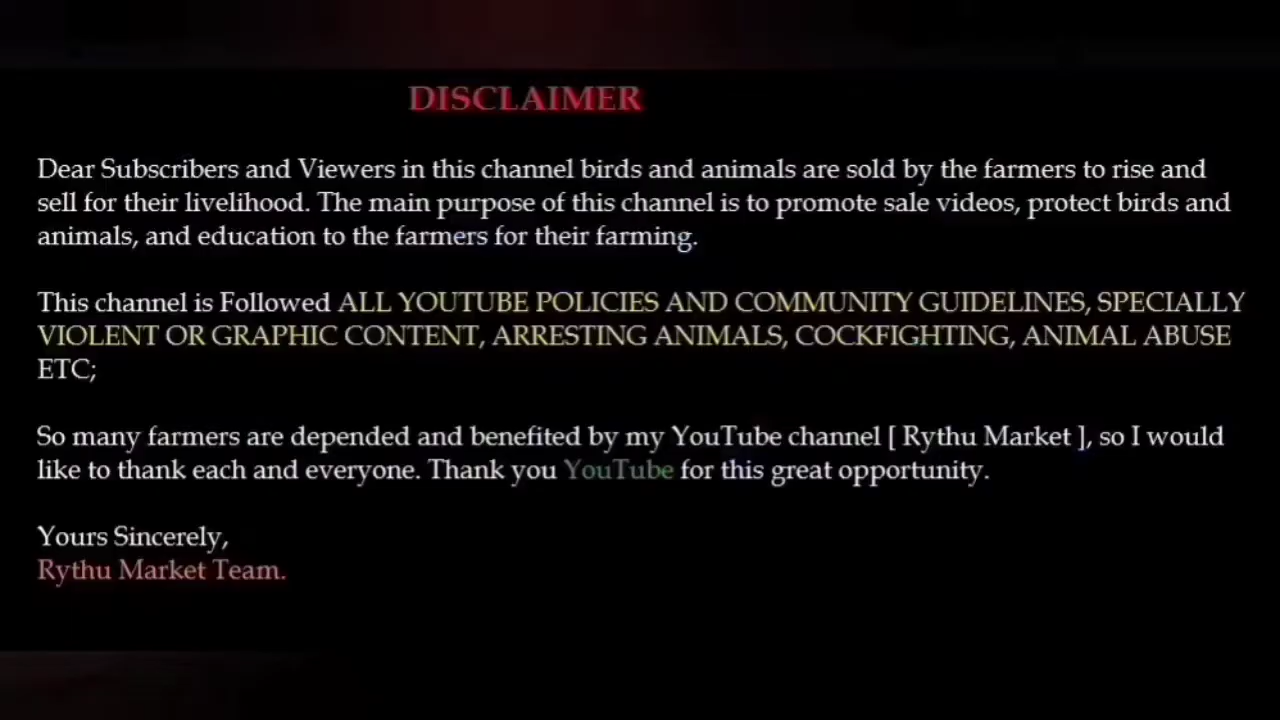 DISCLAIMER
Dear Subscribers and Viewers in this channel birds and animals are sold by the farmers to rise and
sell for their livelihood. The main purpose of this channel is to promote sale videos, protect birds and
animals, and education to the farmers for their farming.
This channel is Followed ALL YOUTUBE POLICIES AND COMMUNITY GUIDELINES, SPECIALLY
VIOLENT OR GRAPHIC CONTENT, ARRESTING ANIMALS, COCKFIGHTING, ANIMAL ABUSE
ETC;
So many farmers are depended and benefited by my YouTube channel [ Rythu Market ], so I would
like to thank each and everyone. Thank you YouTube for this great opportunity.
Yours Sincerely,
Rythu Market Team.